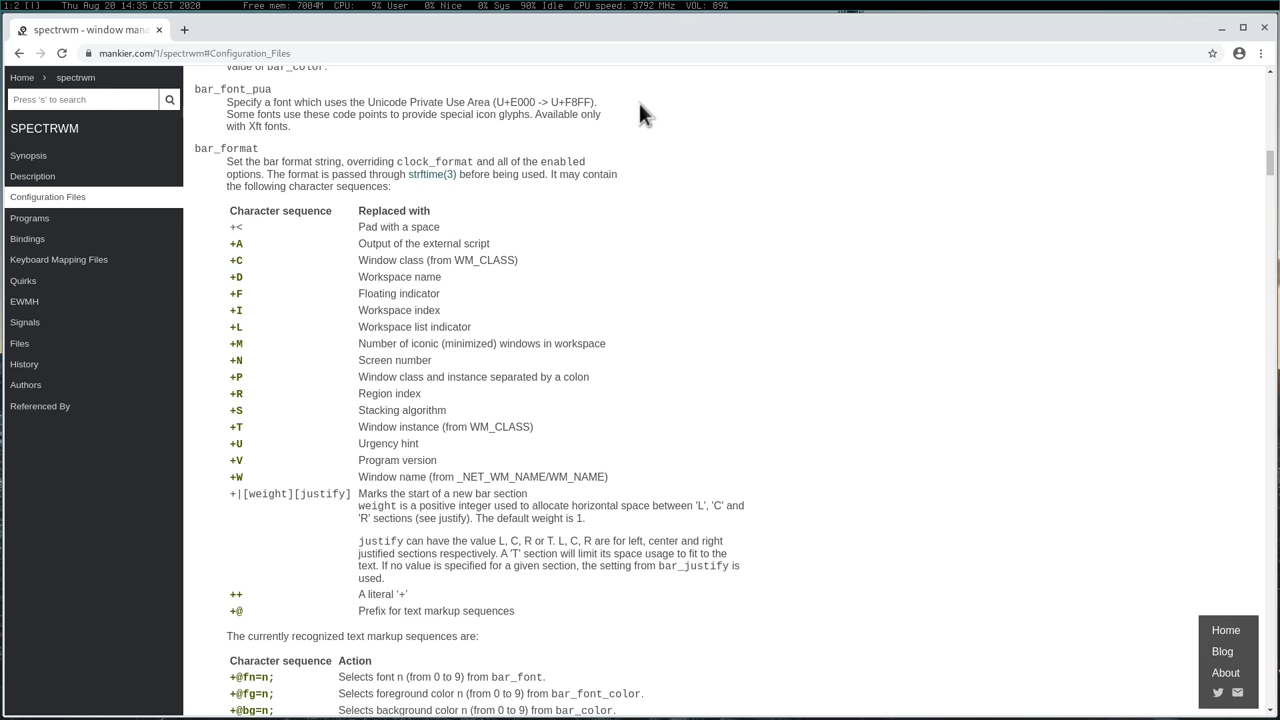 1:2 [|] Thu Aug 20 14:35 CEST 2020 Free mem: 7004M CPU: 9% User 0% Nice 0% Sys 90% Idle CPU speed: 3792 MHz VOL: 89%
spectrwm - window mana
mankier.com/1/spectrwm#Configuration_Files
Home › spectrwm
Press 's' to search
SPECTRWM
Synopsis
Description
Configuration Files
Programs
Bindings
Keyboard Mapping Files
Quirks
EWMH
Signals
Files
History
Authors
Referenced By
value of bar_color.
bar_font_pua
Specify a font which uses the Unicode Private Use Area (U+E000 -> U+F8FF).
Some fonts use these code points to provide special icon glyphs. Available only
with Xft fonts.
bar_format
Set the bar format string, overriding clock_format and all of the enabled
options. The format is passed through strftime(3) before being used. It may contain
the following character sequences:
Character sequence Replaced with
+< Pad with a space
+A Output of the external script
+C Window class (from WM_CLASS)
+D Workspace name
+F Floating indicator
+I Workspace index
+L Workspace list indicator
+M Number of iconic (minimized) windows in workspace
+N Screen number
+P Window class and instance separated by a colon
+R Region index
+S Stacking algorithm
+T Window instance (from WM_CLASS)
+U Urgency hint
+V Program version
+W Window name (from _NET_WM_NAME/WM_NAME)
+|[weight][justify] Marks the start of a new bar section
weight is a positive integer used to allocate horizontal space between 'L', 'C' and
'R' sections (see justify). The default weight is 1.
justify can have the value L, C, R or T. L, C, R are for left, center and right
justified sections respectively. A 'T' section will limit its space usage to fit to the
text. If no value is specified for a given section, the setting from bar_justify is
used.
++ A literal '+'
+@ Prefix for text markup sequences
The currently recognized text markup sequences are:
Character sequence Action
+@fn=n; Selects font n (from 0 to 9) from bar_font.
+@fg=n; Selects foreground color n (from 0 to 9) from bar_font_color.
+@bg=n; Selects background color n (from 0 to 9) from bar_color.
Home
Blog
About